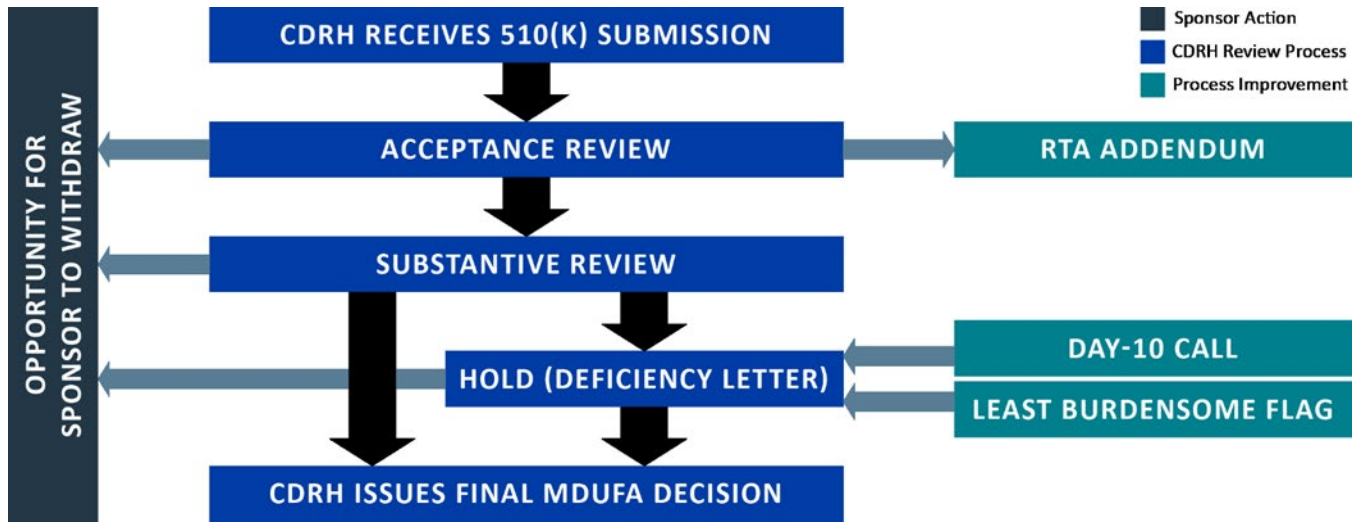 OPPORTUNITY FOR
SPONSOR TO WITHDRAW
CDRH RECEIVES 510(K) SUBMISSION
ACCEPTANCE REVIEW
SUBSTANTIVE REVIEW
HOLD (DEFICIENCY LETTER)
CDRH ISSUES FINAL MDUFA DECISION
Sponsor Action
CDRH Review Process
Process Improvement
RTA ADDENDUM
DAY-10 CALL
LEAST BURDENSOME FLAG